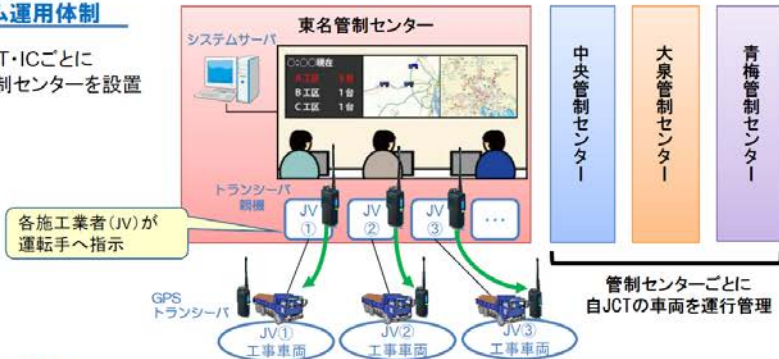 ム運用体制
T・ICごとに
制センターを設置
東名管制センター
システムサーバ
○:○○現在
A工区 5台
B工区 1台
C工区 1台
トランシーバ
親機
JV
①
JV
②
JV
③
…
各施工業者(JV)が
運転手へ指示
GPS
トランシーバ
JV①
工事車両
JV②
工事車両
JV③
工事車両
中央管制センター
大泉管制センター
青梅管制センター
管制センターごとに
自JCTの車両を運行管理